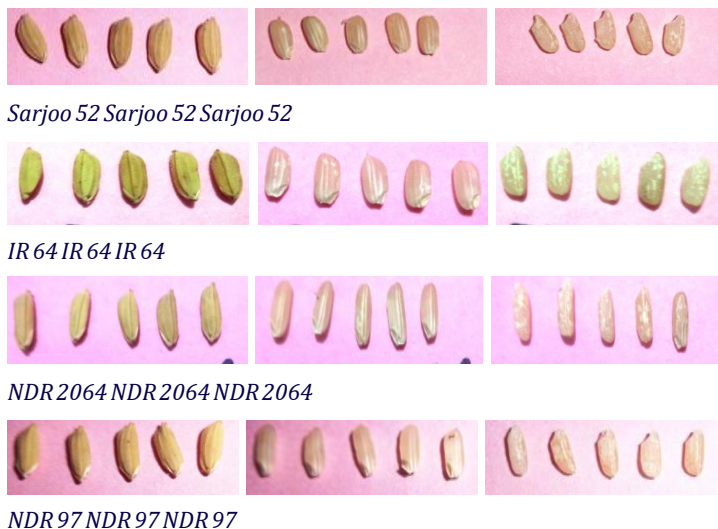 Sarjoo 52 Sarjoo 52 Sarjoo 52
IR 64 IR 64 IR 64
NDR 2064 NDR 2064 NDR 2064
NDR 97 NDR 97 NDR 97